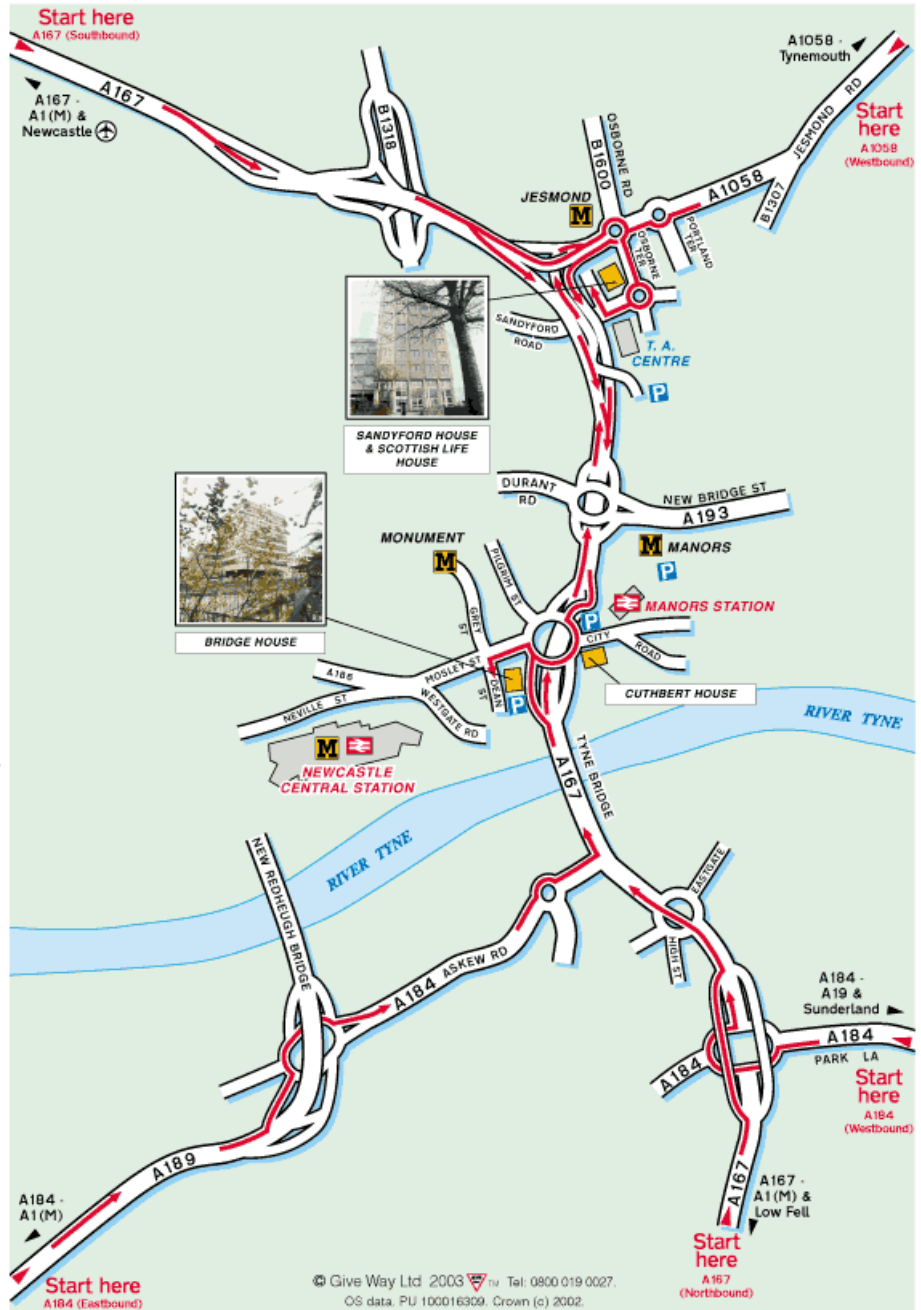 Start here
A167 (Southbound)
A167 -
A1(M) &
Newcastle
A167
B1318
A1058 -
Tynemouth
JESMOND RD
Start
here
A1058
(Westbound)
OSBORNE RD
B1600
A1058
B1307
JESMOND
M
PORTLAND
TER
OSBORNE
TER
SANDYFORD
ROAD
T. A.
CENTRE
P
SANDYFORD HOUSE
& SCOTTISH LIFE
HOUSE
DURANT
RD
NEW BRIDGE ST
A193
MONUMENT
M
M
MANORS
P
PILGRIM ST
GREY
ST
MANORS STATION
P
BRIDGE HOUSE
CITY
ROAD
MOSLEY ST
A186
DEAN
ST
P
CUTHBERT HOUSE
NEVILLE ST
WESTGATE RD
M
NEWCASTLE
CENTRAL STATION
RIVER TYNE
TYNE BRIDGE
A167
RIVER TYNE
NEW REDHEUGH BRIDGE
EASTGATE
HIGH ST
A184
ASKEW RD
A184 -
A19 &
Sunderland
A184
PARK LA
A184
Start
here
A184
(Westbound)
A189
A167
A167 -
A1(M) &
Low Fell
A184 -
A1(M)
Start here
A184 (Eastbound)
Start
here
A167
(Northbound)
© Give Way Ltd 2003 TM Tel: 0800 019 0027.
OS data. PU 100016309. Crown (c) 2002.